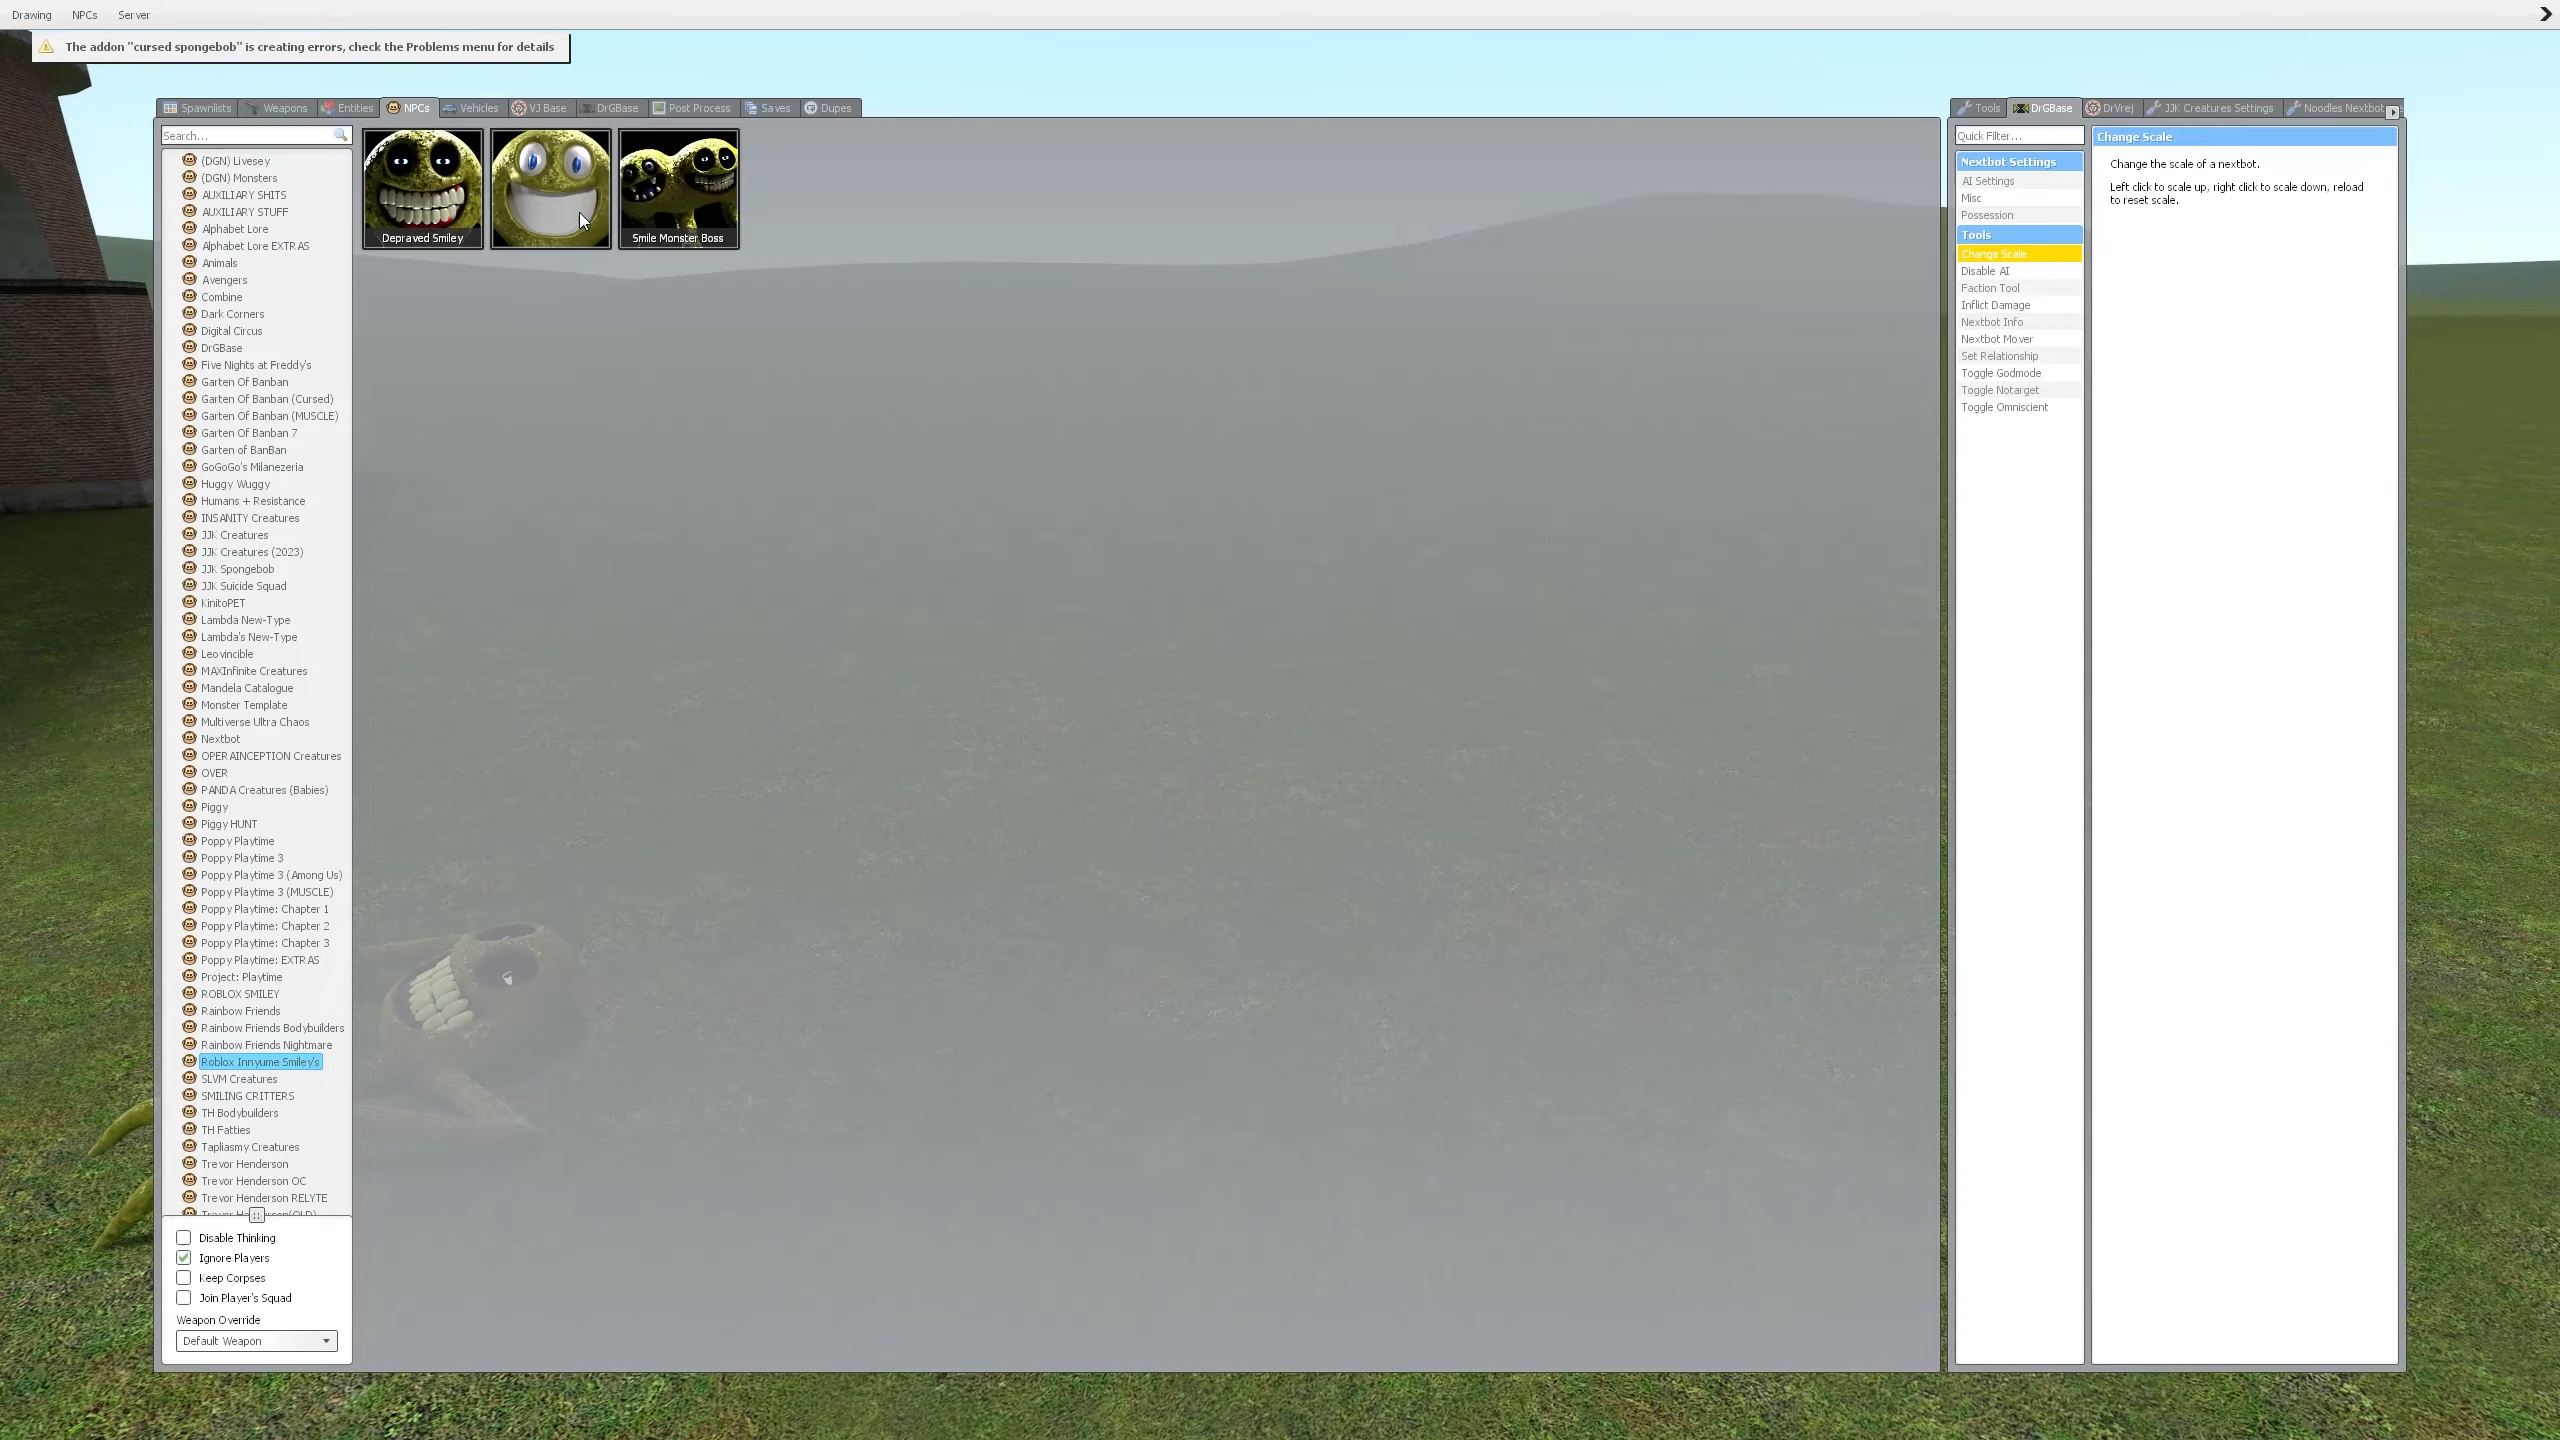 Drawing NPCs Server
The addon "cursed spongebob" is creating errors, check the Problems menu for details
Spawnlists Weapons Entities NPCs Vehicles VJ Base DrGBase Post Process Saves Dupes
Search...
(DGN) Livesey
(DGN) Monsters
AUXILIARY SHITS
AUXILIARY STUFF
Alphabet Lore
Alphabet Lore EXTRAS
Animals
Avengers
Combine
Dark Corners
Digital Circus
DrGBase
Five Nights at Freddy's
Garten Of Banban
Garten Of Banban (Cursed)
Garten Of Banban (MUSCLE)
Garten Of Banban 7
Garten of BanBan
GoGoGo's Milanezeria
Huggy Wuggy
Humans + Resistance
INSANITY Creatures
JJK Creatures
JJK Creatures (2023)
JJK Spongebob
JJK Suicide Squad
KinitoPET
Lambda New-Type
Lambda's New-Type
Leovincible
MAXInfinite Creatures
Mandela Catalogue
Monster Template
Multiverse Ultra Chaos
Nextbot
OPERAINCEPTION Creatures
OVER
PANDA Creatures (Babies)
Piggy
Piggy HUNT
Poppy Playtime
Poppy Playtime 3
Poppy Playtime 3 (Among Us)
Poppy Playtime 3 (MUSCLE)
Poppy Playtime: Chapter 1
Poppy Playtime: Chapter 2
Poppy Playtime: Chapter 3
Poppy Playtime: EXTRAS
Project: Playtime
ROBLOX SMILEY
Rainbow Friends
Rainbow Friends Bodybuilders
Rainbow Friends Nightmare
Roblox Innyume Smiley's
SLVM Creatures
SMILING CRITTERS
TH Bodybuilders
TH Fatties
Tapliasmy Creatures
Trevor Henderson
Trevor Henderson OC
Trevor Henderson RELYTE
Disable Thinking
Ignore Players
Keep Corpses
Join Player's Squad
Weapon Override
Default Weapon
Depraved Smiley
Smile Monster Boss
Tools DrGBase DrVrej JJK Creatures Settings Noodles Nextbot
Quick Filter...
Nextbot Settings
AI Settings
Misc
Possession
Tools
Change Scale
Disable AI
Faction Tool
Inflict Damage
Nextbot Info
Nextbot Mover
Set Relationship
Toggle Godmode
Toggle Notarget
Toggle Omniscient
Change Scale
Change the scale of a nextbot.
Left click to scale up, right click to scale down, reload
to reset scale.